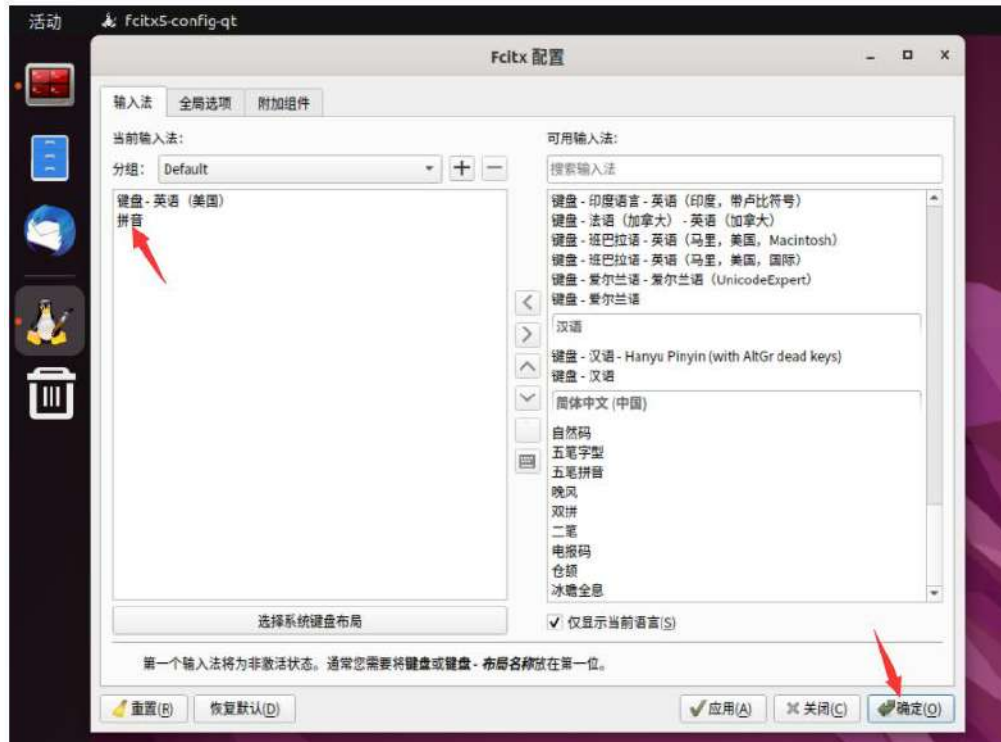 活动 Fcitx5-config-qt
Fcitx 配置
输入法 全局选项 附加组件
当前输入法:
分组: Default
键盘 - 英语（美国）
拼音
选择系统键盘布局
可用输入法:
搜索输入法
键盘 - 印度语言 - 英语（印度，带卢比符号）
键盘 - 法语（加拿大） - 英语（加拿大）
键盘 - 班巴拉语 - 英语（马里，美国，Macintosh）
键盘 - 班巴拉语 - 英语（马里，美国，国际）
键盘 - 爱尔兰语 - 爱尔兰语（UnicodeExpert）
键盘 - 爱尔兰语
汉语
键盘 - 汉语 - Hanyu Pinyin (with AltGr dead keys)
键盘 - 汉语
简体中文 (中国)
自然码
五笔字型
五笔拼音
晚风
双拼
二笔
电报码
仓颉
冰蟾全息
仅显示当前语言(S)
第一个输入法将为非激活状态。通常您需要将键盘或键盘 - 布局名称放在第一位。
重置(R) 恢复默认(D) 应用(A) 关闭(C) 确定(O)